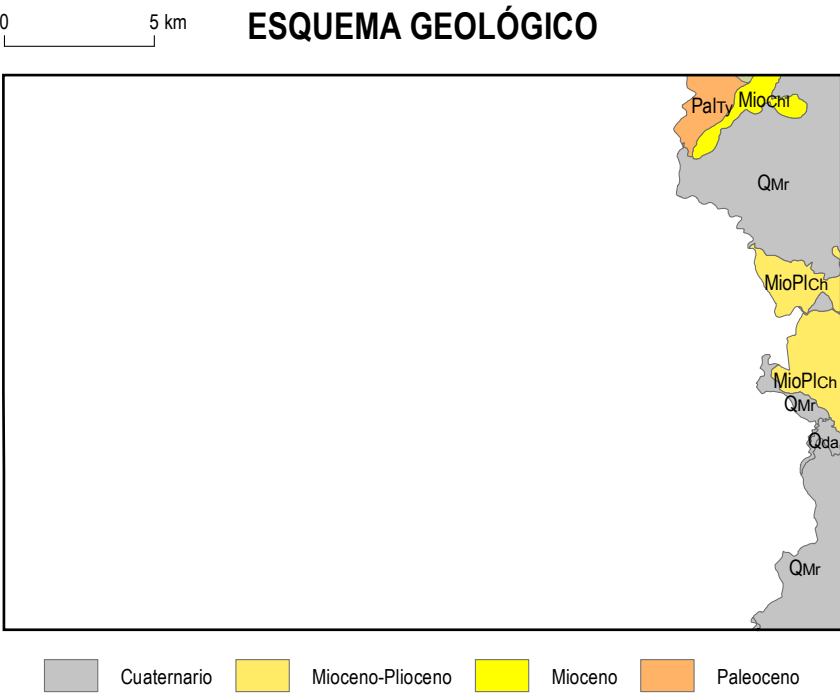 0 5 km ESQUEMA GEOLÓGICO
PalTy MioChl
QMr
MioPlCh
MioPlCh
QMr
Qda
QMr
Cuaternario Mioceno-Plioceno Mioceno Paleoceno